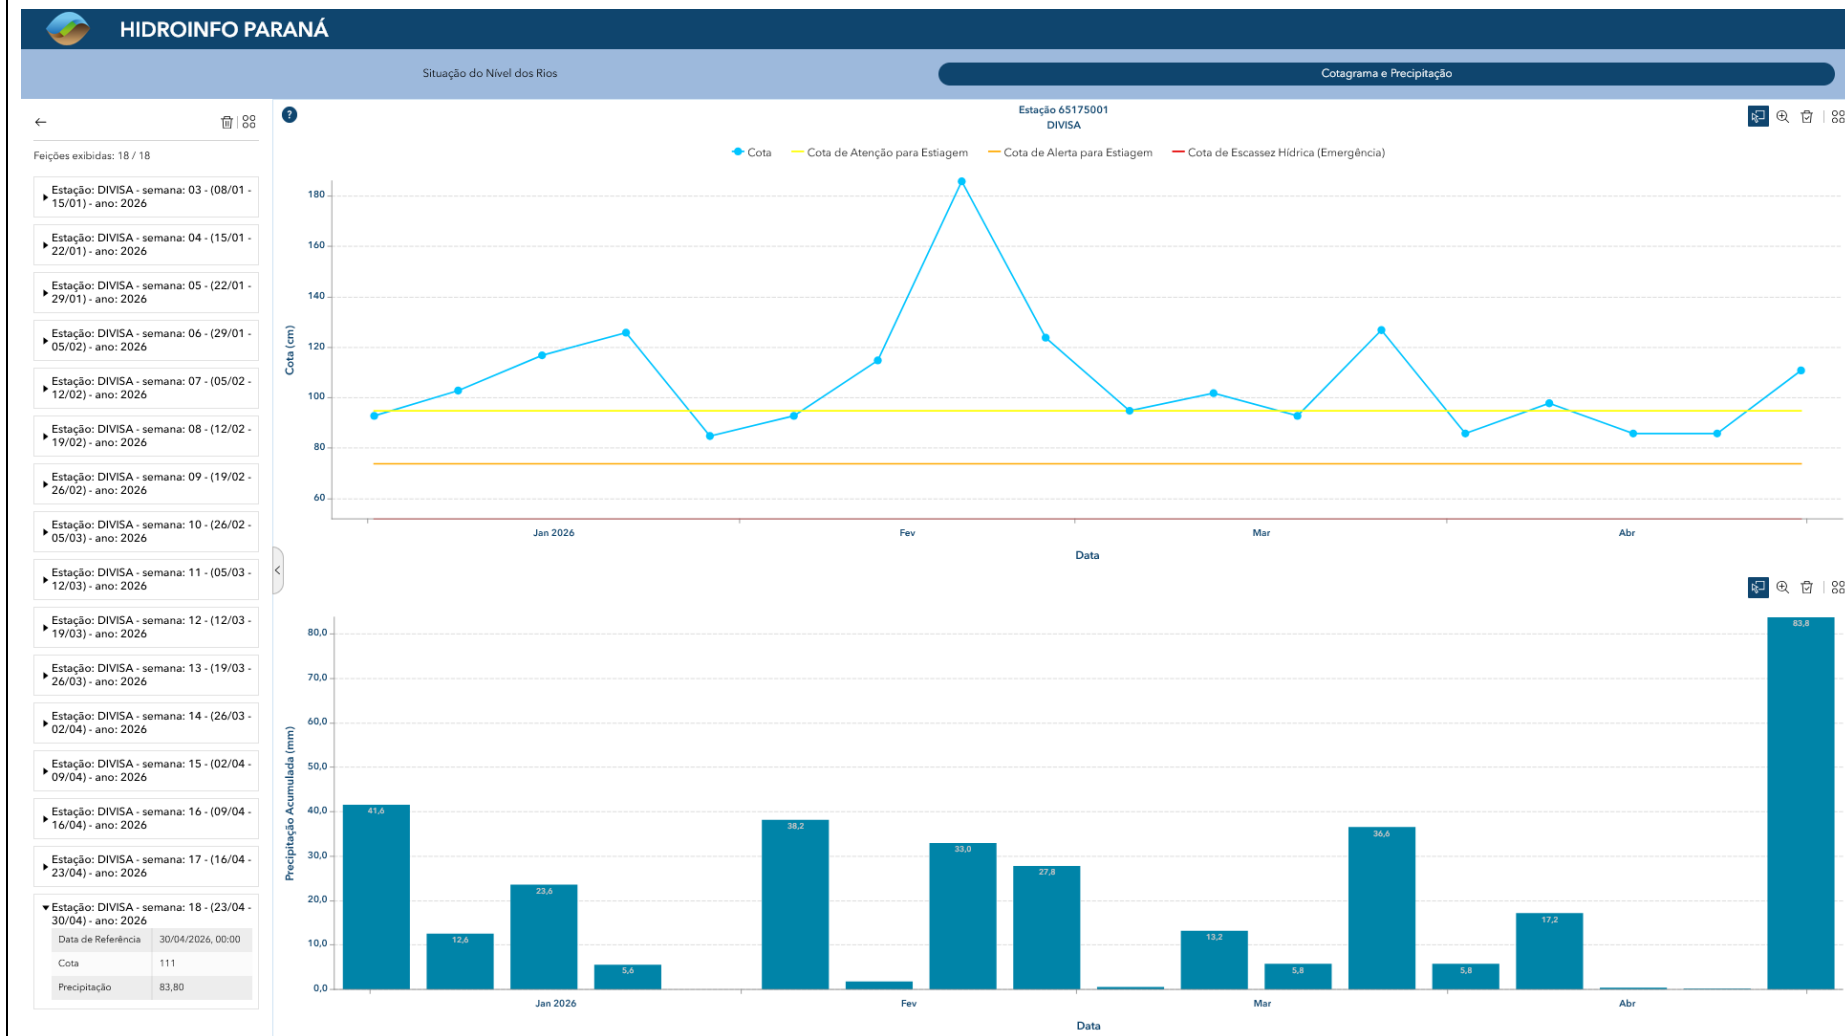 HIDROINFO PARANÁ
Situação do Nível dos Rios
Cotagrama e Precipitação
Feições exibidas: 18 / 18
Estação: DIVISA - semana: 03 - (08/01 -
15/01) - ano: 2026
Estação: DIVISA - semana: 04 - (15/01 -
22/01) - ano: 2026
Estação: DIVISA - semana: 05 - (22/01 -
29/01) - ano: 2026
Estação: DIVISA - semana: 06 - (29/01 -
05/02) - ano: 2026
Estação: DIVISA - semana: 07 - (05/02 -
12/02) - ano: 2026
Estação: DIVISA - semana: 08 - (12/02 -
19/02) - ano: 2026
Estação: DIVISA - semana: 09 - (19/02 -
26/02) - ano: 2026
Estação: DIVISA - semana: 10 - (26/02 -
05/03) - ano: 2026
Estação: DIVISA - semana: 11 - (05/03 -
12/03) - ano: 2026
Estação: DIVISA - semana: 12 - (12/03 -
19/03) - ano: 2026
Estação: DIVISA - semana: 13 - (19/03 -
26/03) - ano: 2026
Estação: DIVISA - semana: 14 - (26/03 -
02/04) - ano: 2026
Estação: DIVISA - semana: 15 - (02/04 -
09/04) - ano: 2026
Estação: DIVISA - semana: 16 - (09/04 -
16/04) - ano: 2026
Estação: DIVISA - semana: 17 - (16/04 -
23/04) - ano: 2026
Estação: DIVISA - semana: 18 - (23/04 -
30/04) - ano: 2026
Data de Referência 30/04/2026, 00:00
Cota 111
Precipitação 83,80
?
Estação 65175001
DIVISA
Cota Cota de Atenção para Estiagem Cota de Alerta para Estiagem Cota de Escassez Hídrica (Emergência)
Cota (cm)
180
160
140
120
100
80
60
Jan 2026 Fev Mar Abr
Data
Precipitação Acumulada (mm)
80,0
70,0
60,0
50,0
40,0
30,0
20,0
10,0
0,0
41,6 12,6 23,6 5,6 38,2 33,0 27,8 13,2 5,8 36,6 5,8 17,2 83,8
Jan 2026 Fev Mar Abr
Data